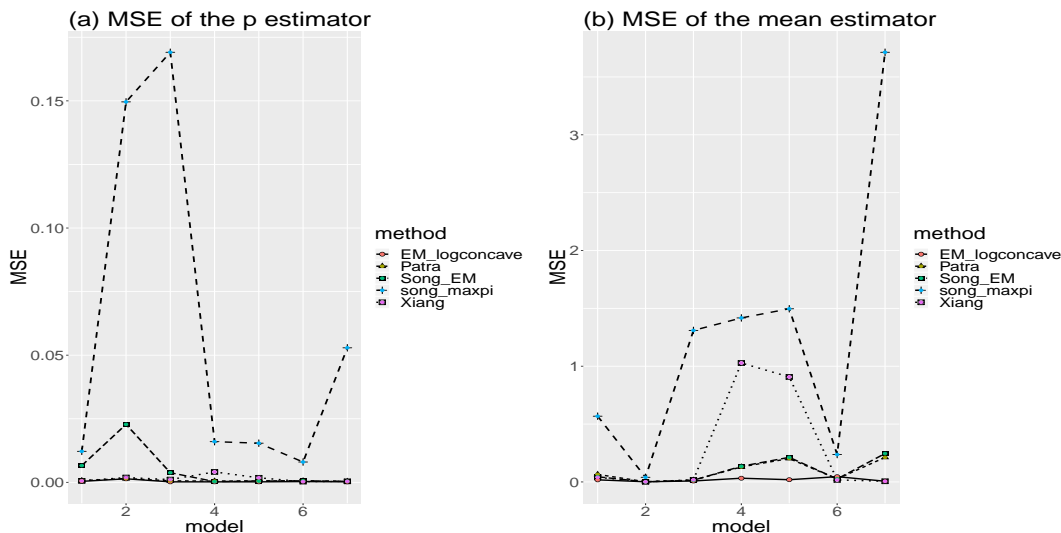 (a) MSE of the p estimator
MSE
0.15
0.10
0.05
0.00
2
4
6
model
method
EM_logconcave
Patra
Song_EM
song_maxpi
Xiang
(b) MSE of the mean estimator
MSE
3
2
1
0
2
4
6
model
method
EM_logconcave
Patra
Song_EM
song_maxpi
Xiang